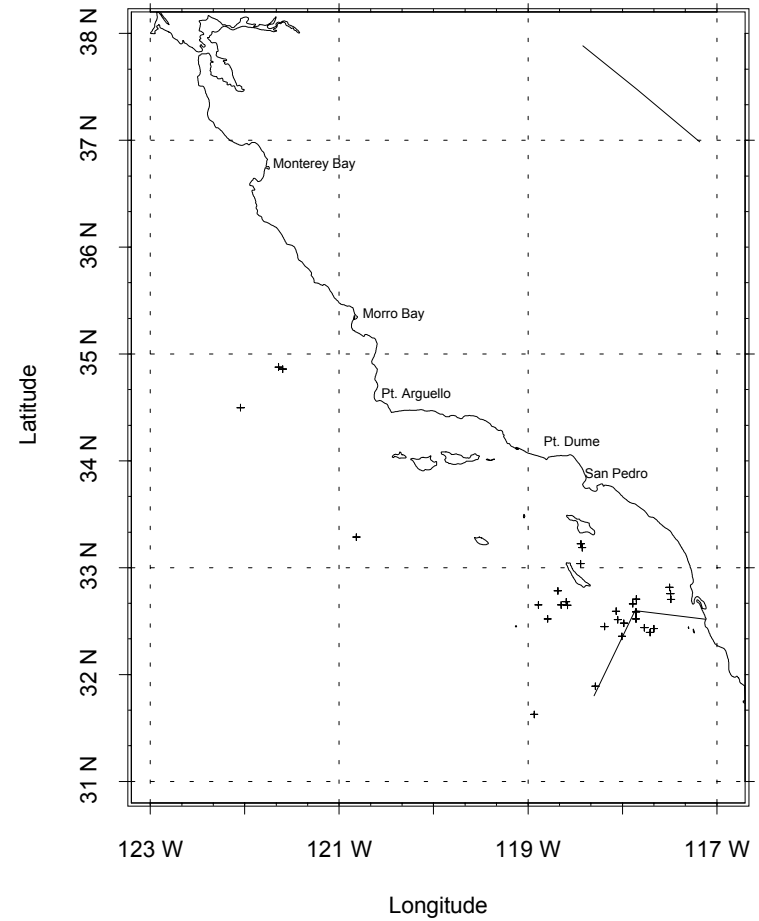 38 N
37 N
Monterey Bay
36 N
Morro Bay
35 N
Pt. Arguello
Latitude
Pt. Dume
34 N
San Pedro
33 N
32 N
31 N
123 W
121 W
119 W
117 W
Longitude